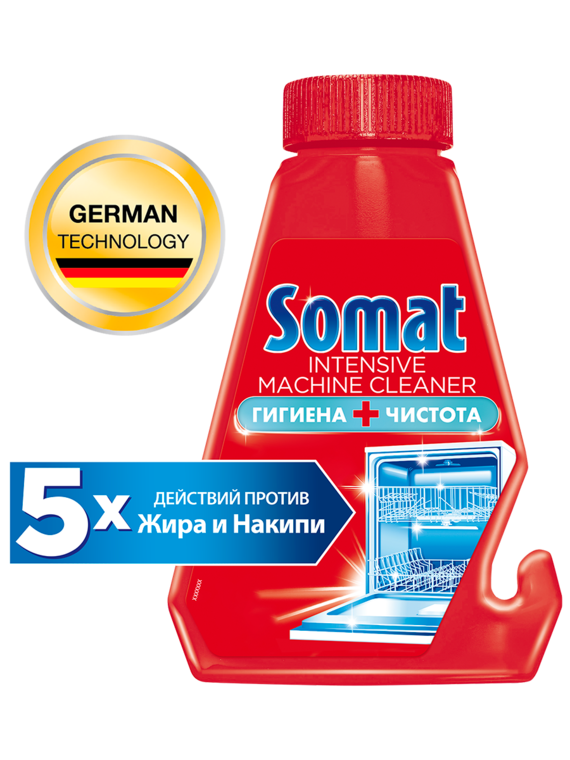 GERMAN
TECHNOLOGY
Somat
INTENSIVE
MACHINE CLEANER
ГИГИЕНА + ЧИСТОТА
5x
ДЕЙСТВИЙ ПРОТИВ
Жира и Накипи